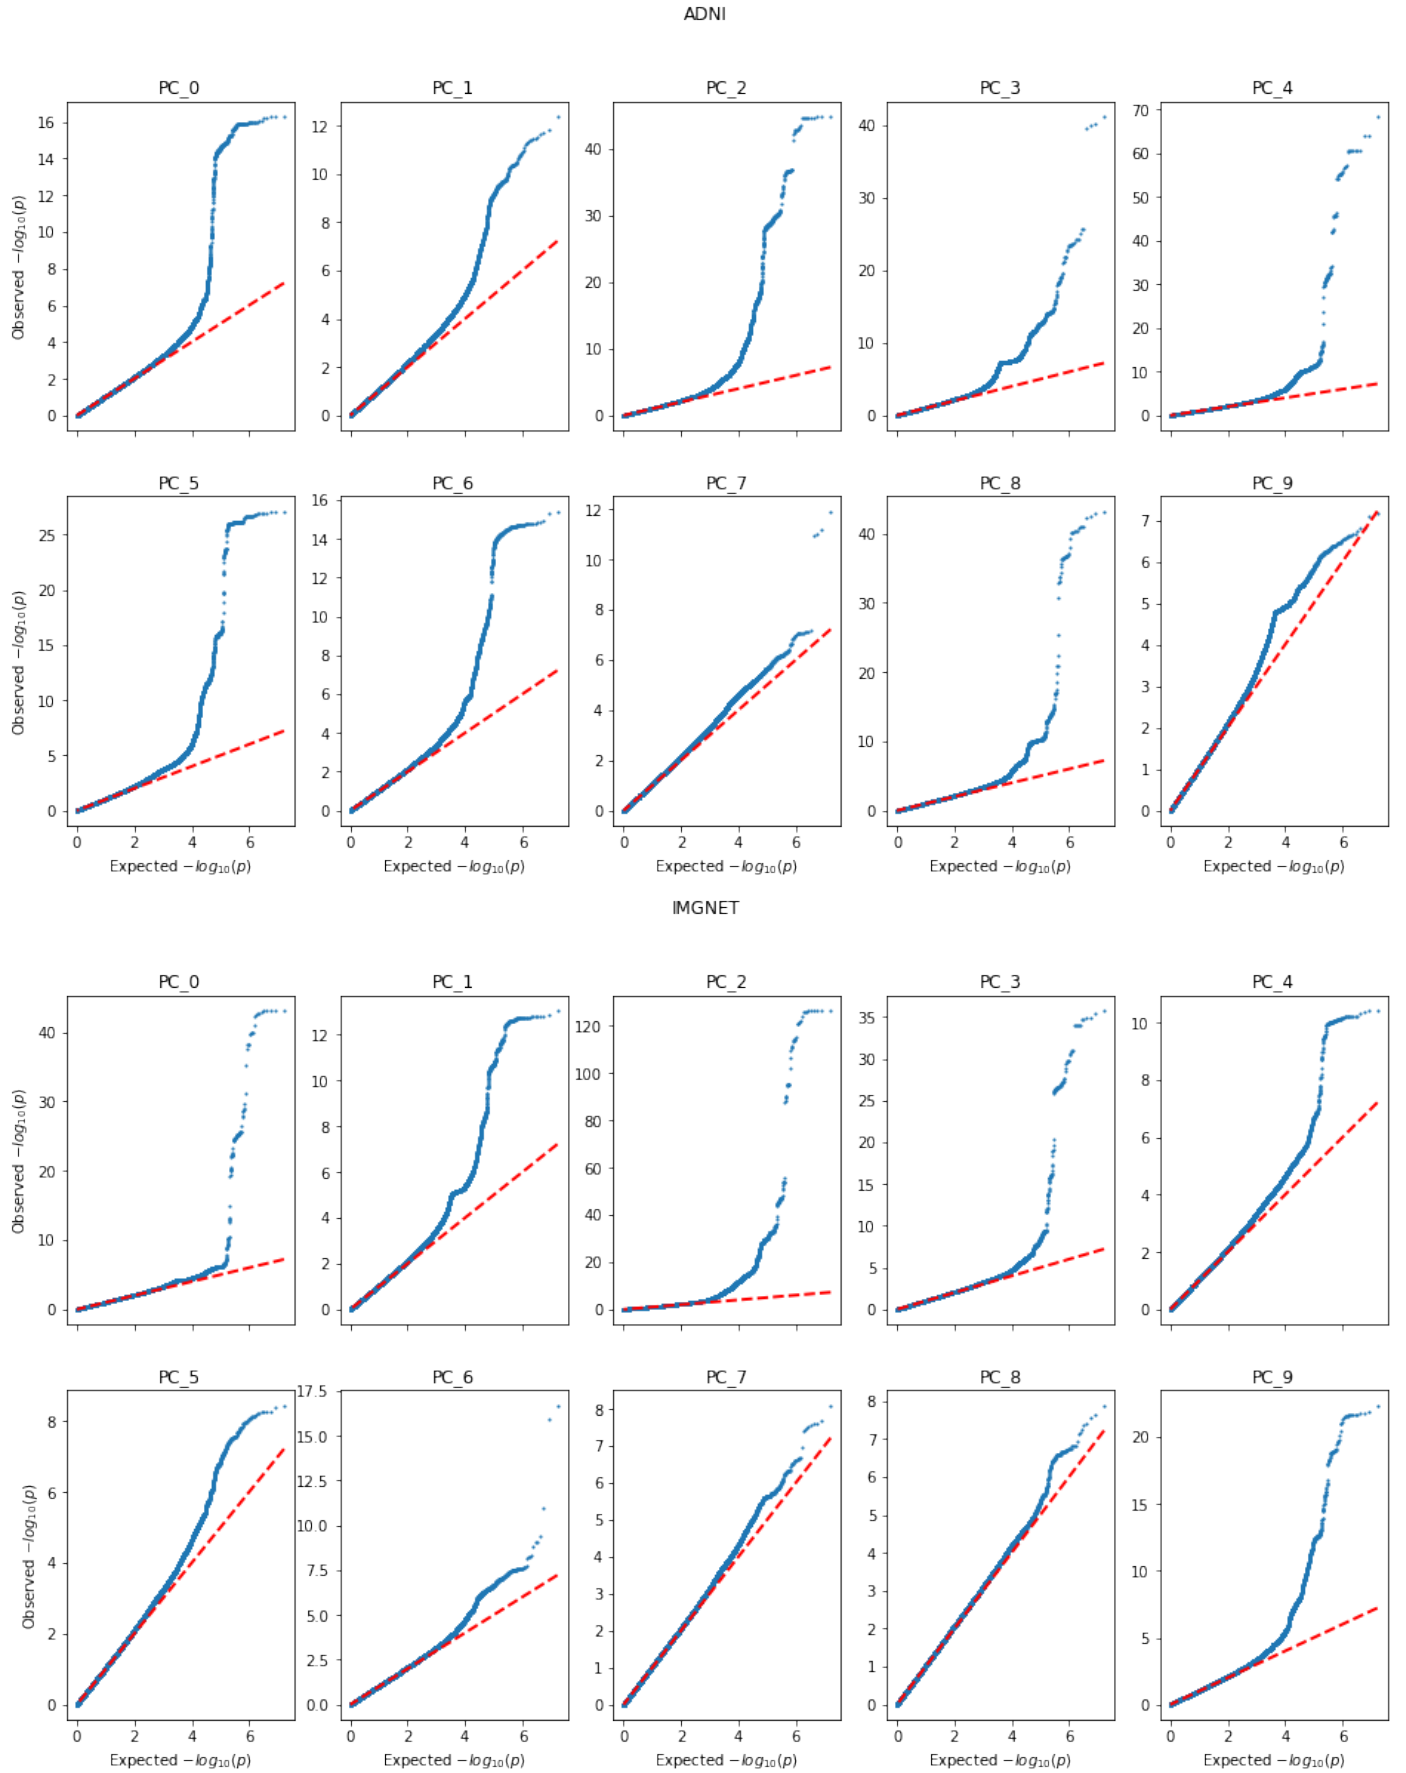 ADNI
PC_0 PC_1 PC_2 PC_3 PC_4
16 14 12 10 8 6 4 2 0
12 10 8 6 4 2 0
40 30 20 10 0
40 30 20 10 0
70 60 50 40 30 20 10 0
Observed −log₁₀(p)
PC_5 PC_6 PC_7 PC_8 PC_9
25 20 15 10 5 0
16 14 12 10 8 6 4 2 0
12 10 8 6 4 2 0
40 30 20 10 0
7 6 5 4 3 2 1 0
Observed −log₁₀(p)
0 2 4 6 0 2 4 6 0 2 4 6 0 2 4 6 0 2 4 6
Expected −log₁₀(p) Expected −log₁₀(p) Expected −log₁₀(p) Expected −log₁₀(p) Expected −log₁₀(p)
IMGNET
PC_0 PC_1 PC_2 PC_3 PC_4
40 30 20 10 0
12 10 8 6 4 2 0
120 100 80 60 40 20 0
35 30 25 20 15 10 5 0
10 8 6 4 2 0
Observed −log₁₀(p)
PC_5 PC_6 PC_7 PC_8 PC_9
8 6 4 2 0
17.5 15.0 12.5 10.0 7.5 5.0 2.5 0.0
8 7 6 5 4 3 2 1 0
8 7 6 5 4 3 2 1 0
20 15 10 5 0
Observed −log₁₀(p)
0 2 4 6 0 2 4 6 0 2 4 6 0 2 4 6 0 2 4 6
Expected −log₁₀(p) Expected −log₁₀(p) Expected −log₁₀(p) Expected −log₁₀(p) Expected −log₁₀(p)